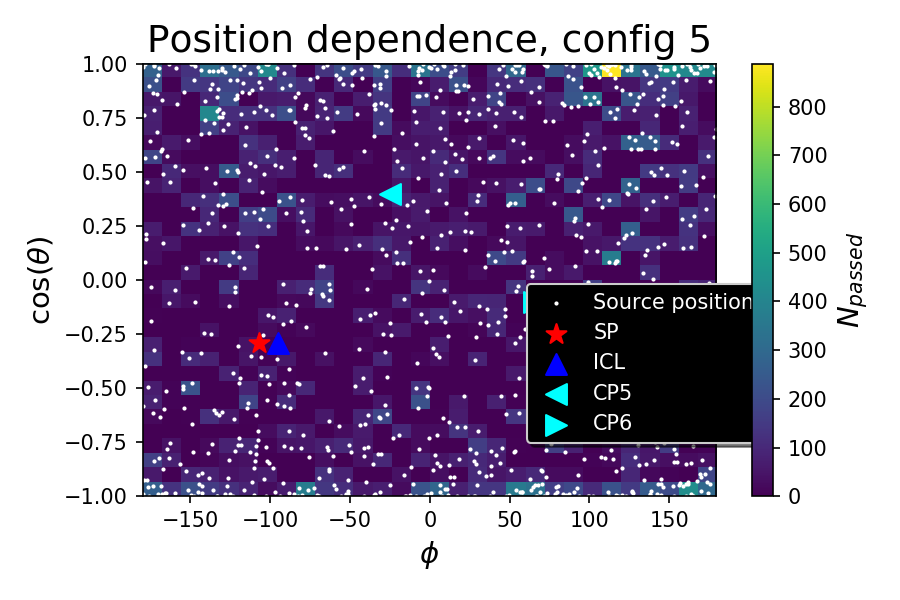 Position dependence, config 5
1.00
0.75
0.50
0.25
0.00
−0.25
−0.50
−0.75
−1.00
cos(θ)
−150
−100
−50
0
50
100
150
ϕ
Source position
SP
ICL
CP5
CP6
800
700
600
500
400
300
200
100
0
N_passed